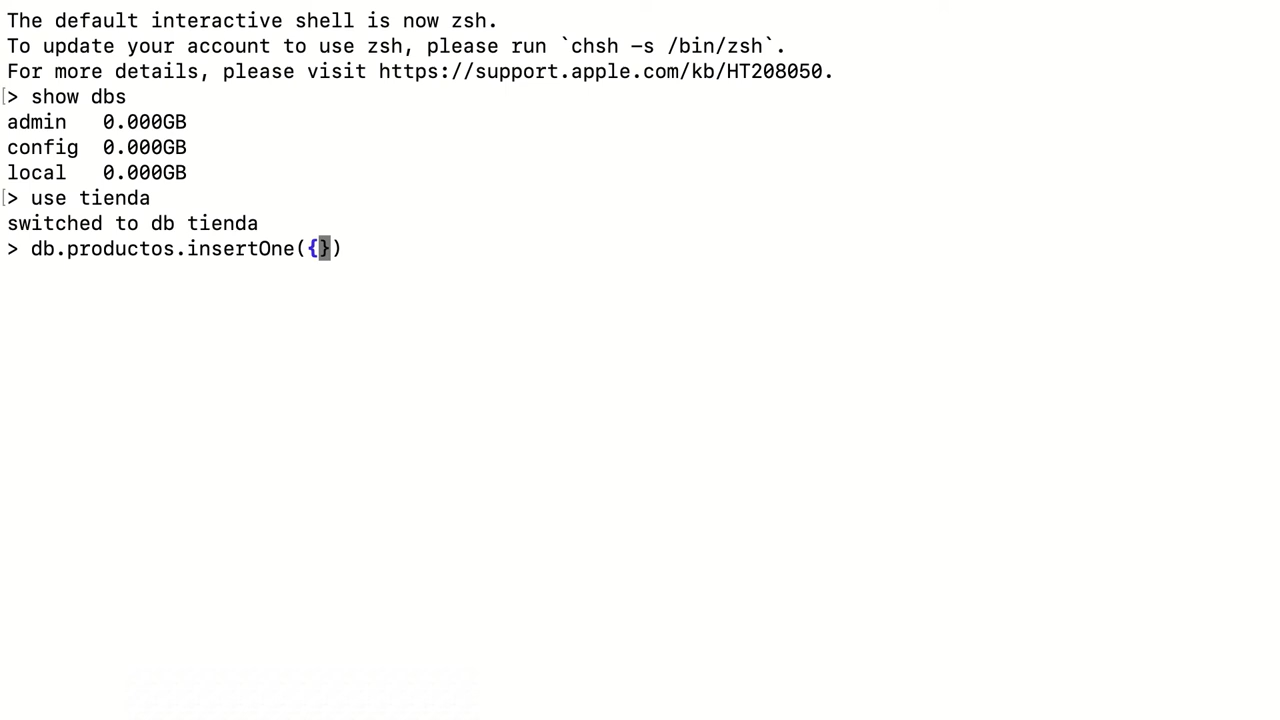 The default interactive shell is now zsh.
To update your account to use zsh, please run `chsh -s /bin/zsh`.
For more details, please visit https://support.apple.com/kb/HT208050.
[> show dbs
admin   0.000GB
config  0.000GB
local   0.000GB
[> use tienda
switched to db tienda
> db.productos.insertOne({})